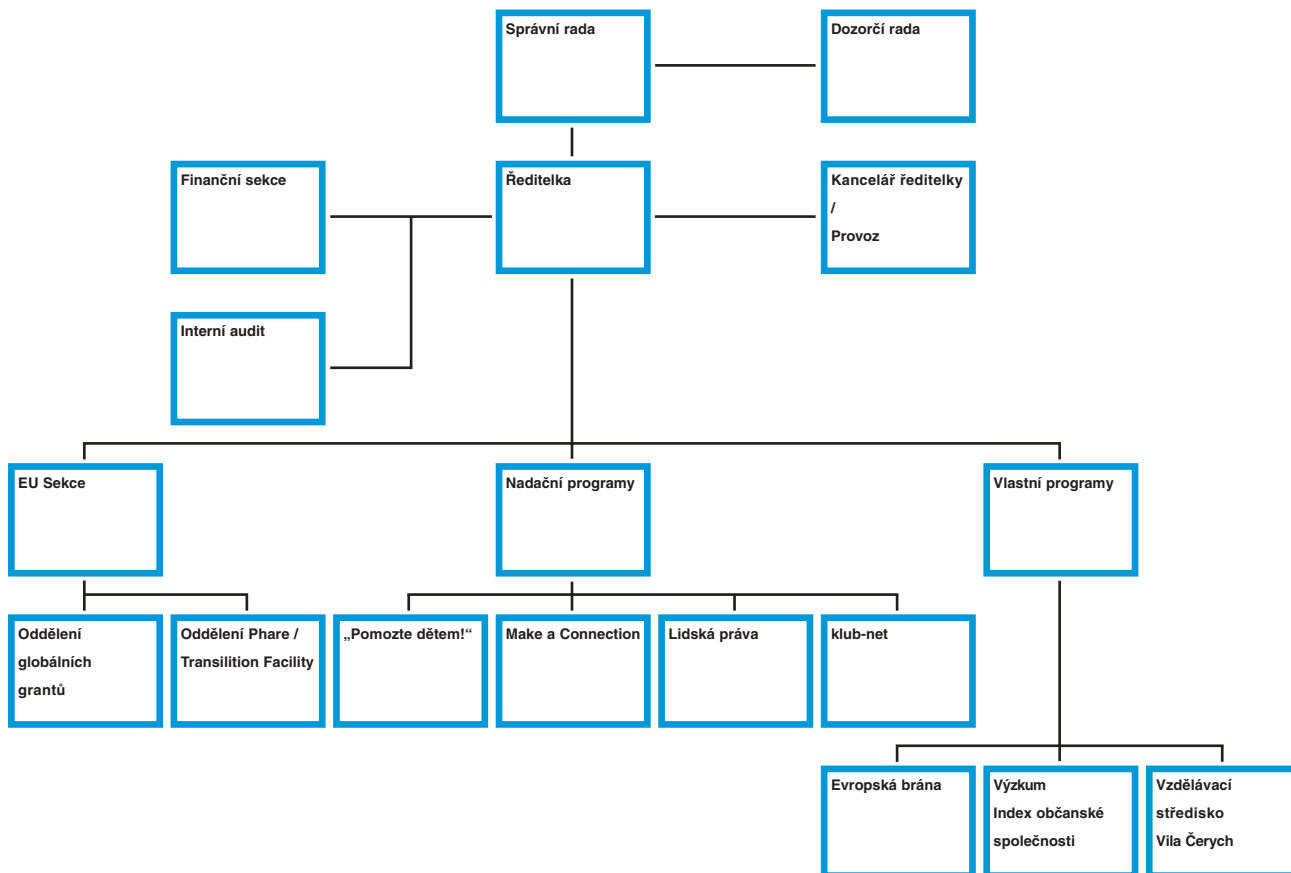 Správní rada
Dozorčí rada
Finanční sekce
Ředitelka
Kancelář ředitelky
/
Provoz
Interní audit
EU Sekce
Nadační programy
Vlastní programy
Oddělení
globálních
grantů
Oddělení Phare /
Transilition Facility
„Pomozte dětem!“
Make a Connection
Lidská práva
klub-net
Evropská brána
Výzkum
Index občanské
společnosti
Vzdělávací
středisko
Vila Čerych